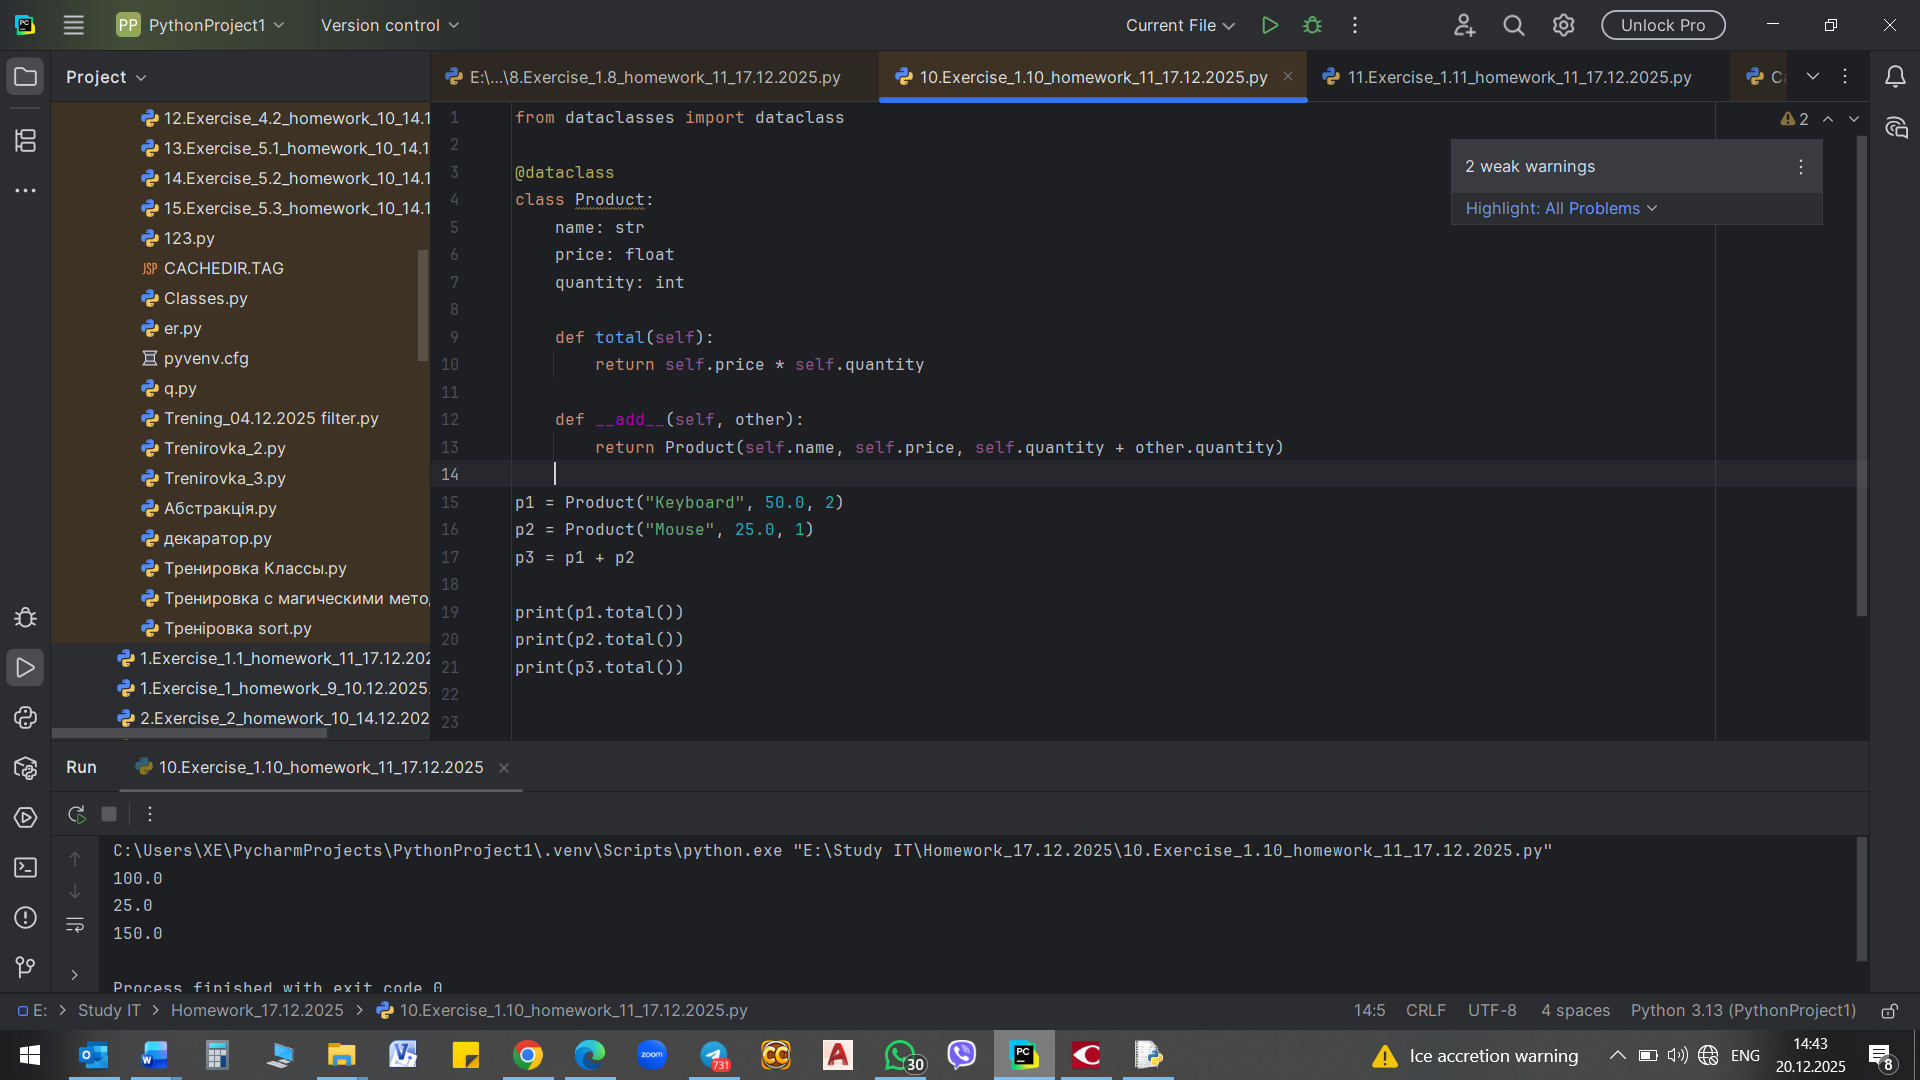 PP PythonProject1
Version control
Current File
Unlock Pro
Project
E:\...\8.Exercise_1.8_homework_11_17.12.2025.py
10.Exercise_1.10_homework_11_17.12.2025.py
11.Exercise_1.11_homework_11_17.12.2025.py
12.Exercise_4.2_homework_10_14.1
13.Exercise_5.1_homework_10_14.1
14.Exercise_5.2_homework_10_14.1
15.Exercise_5.3_homework_10_14.1
123.py
JSP CACHEDIR.TAG
Classes.py
er.py
pyvenv.cfg
q.py
Trening_04.12.2025 filter.py
Trenirovka_2.py
Trenirovka_3.py
Абстракція.py
декаратор.py
Тренировка Классы.py
Тренировка с магическими мето
Треніровка sort.py
1.Exercise_1.1_homework_11_17.12.202
1.Exercise_1_homework_9_10.12.2025.
2.Exercise_2_homework_10_14.12.202
1 from dataclasses import dataclass
2
3 @dataclass
4 class Product:
5 name: str
6 price: float
7 quantity: int
8
9 def total(self):
10 return self.price * self.quantity
11
12 def __add__(self, other):
13 return Product(self.name, self.price, self.quantity + other.quantity)
14
15 p1 = Product("Keyboard", 50.0, 2)
16 p2 = Product("Mouse", 25.0, 1)
17 p3 = p1 + p2
18
19 print(p1.total())
20 print(p2.total())
21 print(p3.total())
22
23
2
2 weak warnings
Highlight: All Problems
Run
10.Exercise_1.10_homework_11_17.12.2025
C:\Users\XE\PycharmProjects\PythonProject1\.venv\Scripts\python.exe "E:\Study IT\Homework_17.12.2025\10.Exercise_1.10_homework_11_17.12.2025.py"
100.0
25.0
150.0
Process finished with exit code 0
E: > Study IT > Homework_17.12.2025 > 10.Exercise_1.10_homework_11_17.12.2025.py
14:5 CRLF UTF-8 4 spaces Python 3.13 (PythonProject1)
zoom
731
30
PC
Ice accretion warning
ENG
14:43
20.12.2025
8